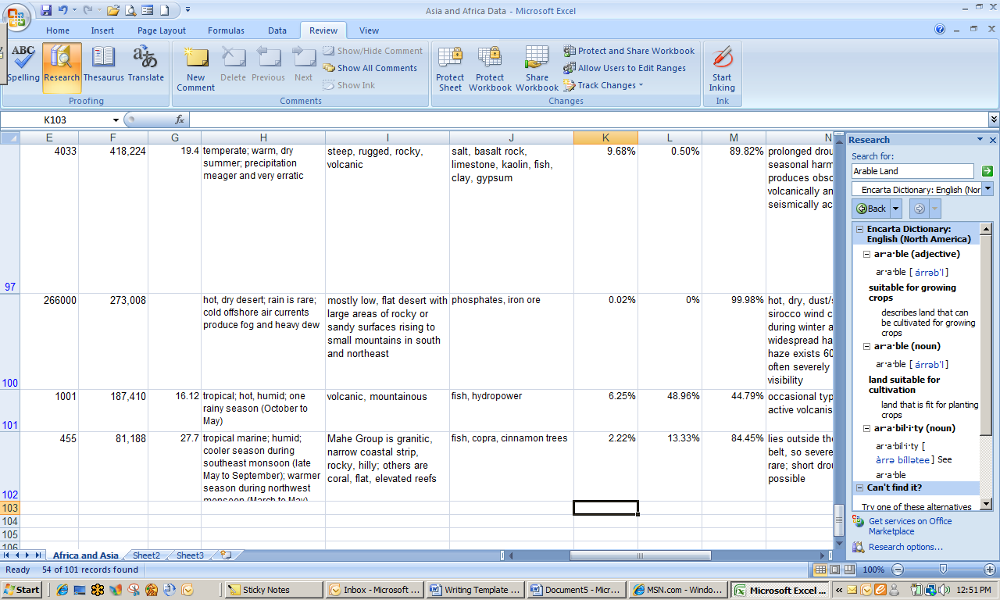 Asia and Africa Data - Microsoft Excel
Home Insert Page Layout Formulas Data Review View
ABC
Spelling Research Thesaurus Translate
Proofing
New Comment Delete Previous Next
Show/Hide Comment
Show All Comments
Show Ink
Comments
Protect Sheet Protect Workbook Share Workbook
Protect and Share Workbook
Allow Users to Edit Ranges
Track Changes
Changes
Start Inking
Ink
K103 fx
E F G H I J K L M N
4033 418,224 19.4
temperate; warm, dry
summer; precipitation
meager and very erratic
steep, rugged, rocky,
volcanic
salt, basalt rock,
limestone, kaolin, fish,
clay, gypsum
9.68% 0.50% 89.82%
prolonged drou
seasonal harm
produces obsc
volcanically an
seismically ac
97
266000 273,008
hot, dry desert; rain is rare;
cold offshore air currents
produce fog and heavy dew
mostly low, flat desert with
large areas of rocky or
sandy surfaces rising to
small mountains in south
and northeast
phosphates, iron ore
0.02% 0% 99.98%
hot, dry, dust/s
sirocco wind c
during winter a
widespread ha
haze exists 60
often severely
visibility
100
1001 187,410 16.12
tropical; hot, humid; one
rainy season (October to
May)
volcanic, mountainous
fish, hydropower
6.25% 48.96% 44.79%
occasional typ
active volcanis
101
455 81,188 27.7
tropical marine; humid;
cooler season during
southeast monsoon (late
May to September); warmer
season during northwest
monsoon (March to May)
Mahe Group is granitic,
narrow coastal strip,
rocky, hilly; others are
coral, flat, elevated reefs
fish, copra, cinnamon trees
2.22% 13.33% 84.45%
lies outside the
belt, so severe
rare; short drou
possible
102
103
104
105
106
Research
Search for:
Arable Land
Encarta Dictionary: English (Nor
Back
Encarta Dictionary:
English (North America)
ar·a·ble (adjective)
ar·a·ble [ árrəb'l ]
suitable for growing
crops
describes land that can
be cultivated for growing
crops
ar·a·ble (noun)
ar·a·ble [ árrəb'l ]
land suitable for
cultivation
land that is fit for planting
crops
ar·a·bil·i·ty (noun)
ar·a·bil·i·ty [
àrrə bíllətee ] See
ar·a·ble
Can't find it?
Try one of these alternatives
Get services on Office
Marketplace
Research options...
Africa and Asia Sheet2 Sheet3
Ready 54 of 101 records found 100%
Start Sticky Notes Inbox - Microsoft ... Writing Template ... Document5 - Micr... MSN.com - Windo... Microsoft Excel ... 12:51 PM